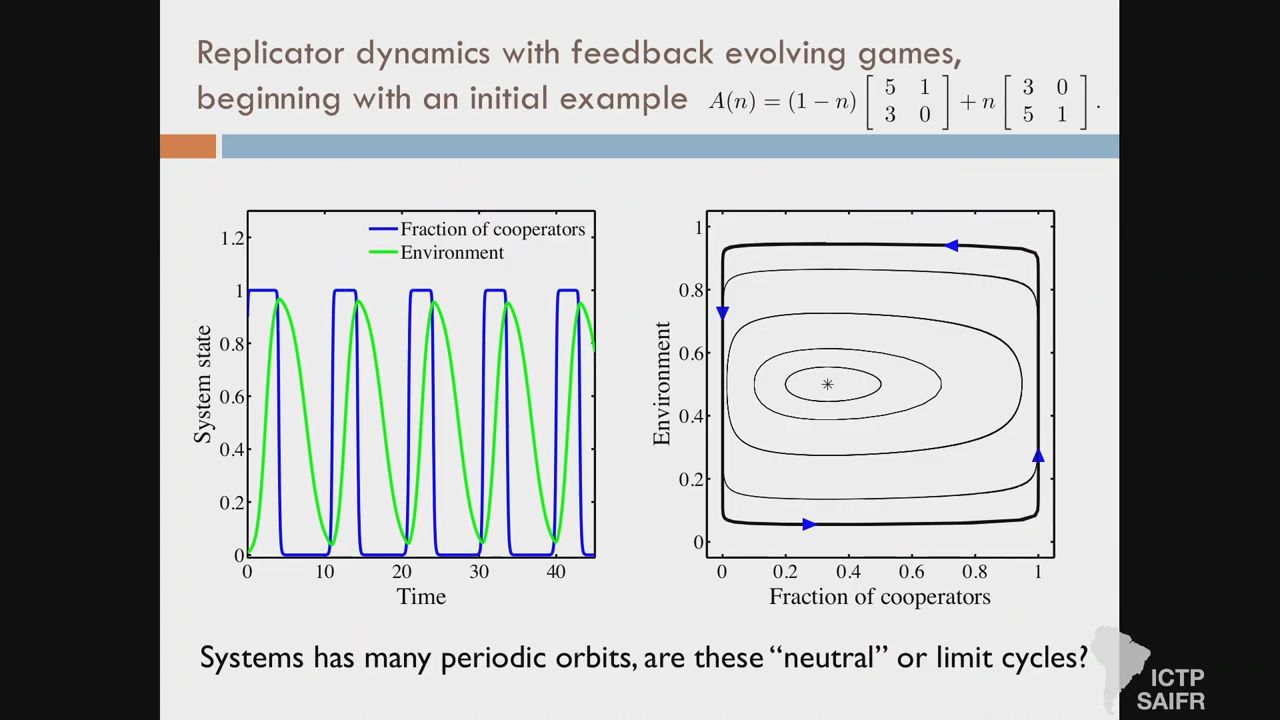 Replicator dynamics with feedback evolving games,
beginning with an initial example A(n) = (1 − n) [ 5 1 ; 3 0 ] + n [ 3 0 ; 5 1 ] .
Fraction of cooperators
Environment
1.2
1
0.8
0.6
0.4
0.2
0
System state
0 10 20 30 40
Time
1
0.8
0.6
0.4
0.2
0
Environment
0 0.2 0.4 0.6 0.8 1
Fraction of cooperators
Systems has many periodic orbits, are these “neutral” or limit cycles?
ICTP
SAIFR